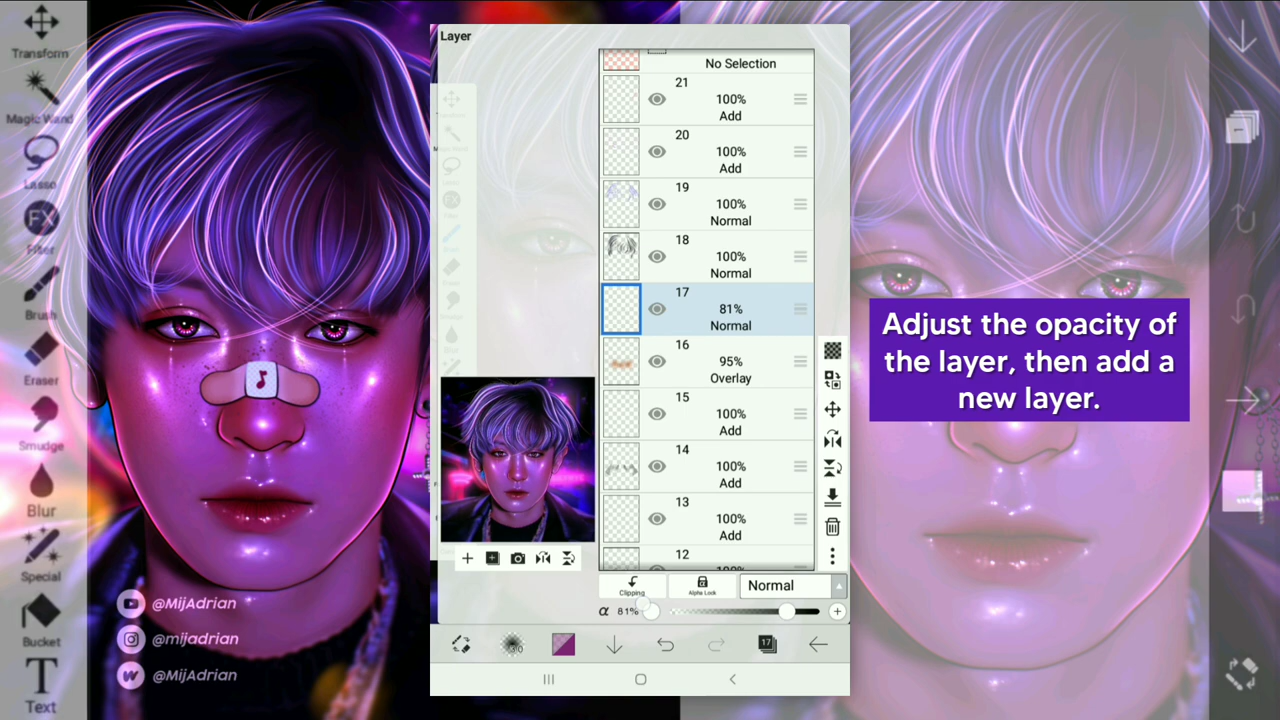 Transform
Magic Wand
Lasso
FX
Filter
Brush
Eraser
Smudge
Blur
Special
Bucket
T
Text
@MijAdrian
@mijadrian
@MijAdrian
Layer
No Selection
21
100%
Add
20
100%
Add
19
100%
Normal
18
100%
Normal
17
81%
Normal
16
95%
Overlay
15
100%
Add
14
100%
Add
13
100%
Add
12
100%
Clipping
Alpha Lock
Normal
α 81%
17
Adjust the opacity of
the layer, then add a
new layer.